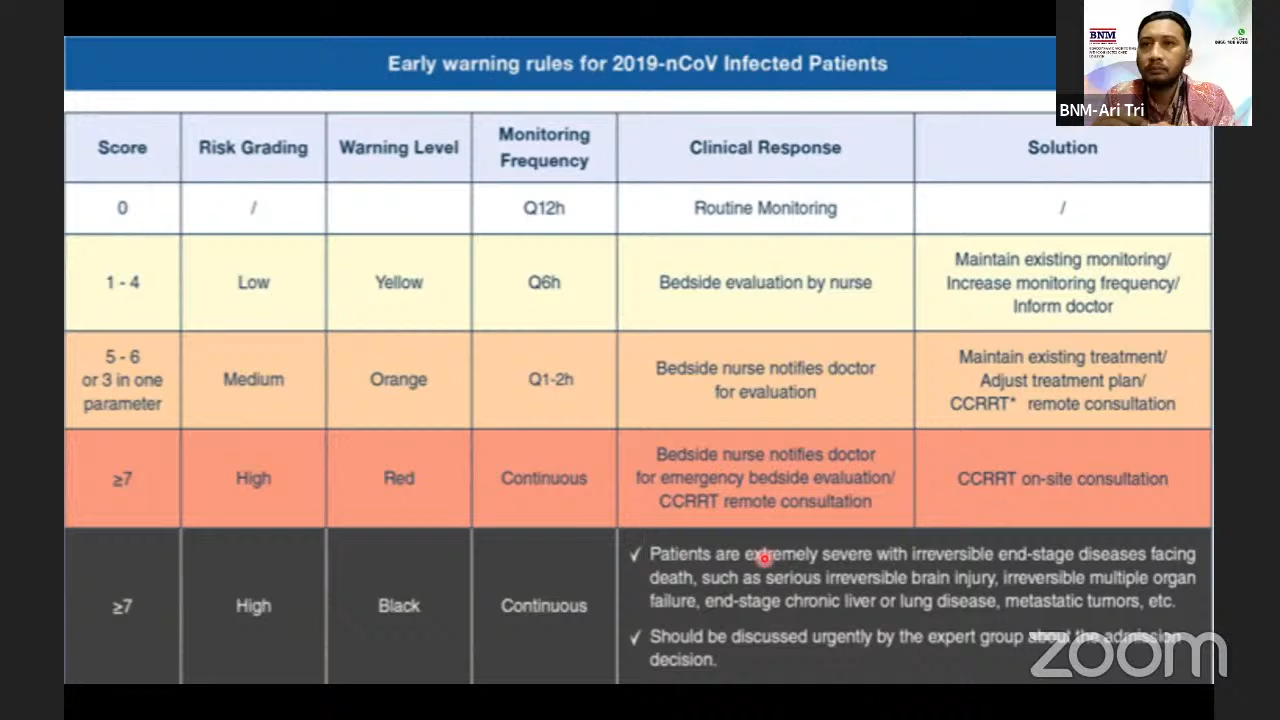 Early warning rules for 2019-nCoV Infected Patients
BNM
BNM-Ari Tri
Score
Risk Grading
Warning Level
Monitoring
Frequency
Clinical Response
Solution
0
/
Q12h
Routine Monitoring
/
1 - 4
Low
Yellow
Q6h
Bedside evaluation by nurse
Maintain existing monitoring/
Increase monitoring frequency/
Inform doctor
5 - 6
or 3 in one
parameter
Medium
Orange
Q1-2h
Bedside nurse notifies doctor
for evaluation
Maintain existing treatment/
Adjust treatment plan/
CCRRT* remote consultation
≥7
High
Red
Continuous
Bedside nurse notifies doctor
for emergency bedside evaluation/
CCRRT remote consultation
CCRRT on-site consultation
≥7
High
Black
Continuous
✓ Patients are extremely severe with irreversible end-stage diseases facing
death, such as serious irreversible brain injury, irreversible multiple organ
failure, end-stage chronic liver or lung disease, metastatic tumors, etc.
✓ Should be discussed urgently by the expert group about the admission
decision.
zoom